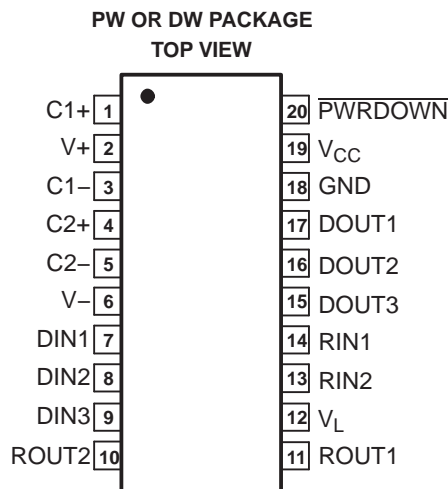 PW OR DW PACKAGE
TOP VIEW
C1+ 1 20 P̅W̅R̅D̅O̅W̅N̅
V+ 2 19 VCC
C1− 3 18 GND
C2+ 4 17 DOUT1
C2− 5 16 DOUT2
V− 6 15 DOUT3
DIN1 7 14 RIN1
DIN2 8 13 RIN2
DIN3 9 12 VL
ROUT2 10 11 ROUT1